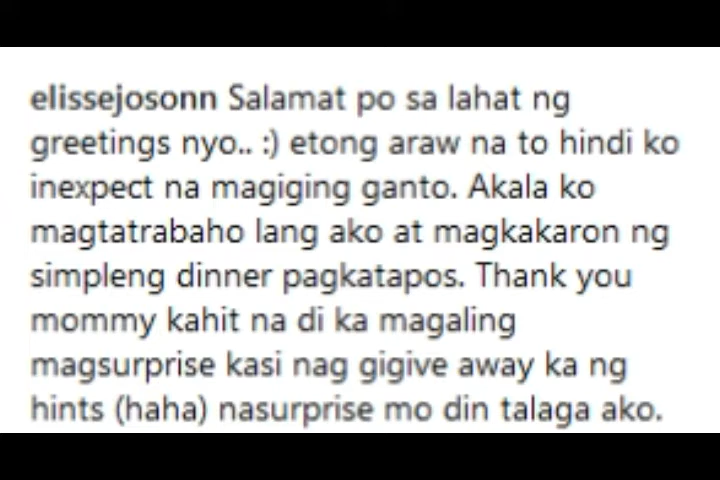 elissejosonn Salamat po sa lahat ng
greetings nyo.. :) etong araw na to hindi ko
inexpect na magiging ganto. Akala ko
magtatrabaho lang ako at magkakaron ng
simpleng dinner pagkatapos. Thank you
mommy kahit na di ka magaling
magsurprise kasi nag gigive away ka ng
hints (haha) nasurprise mo din talaga ako.